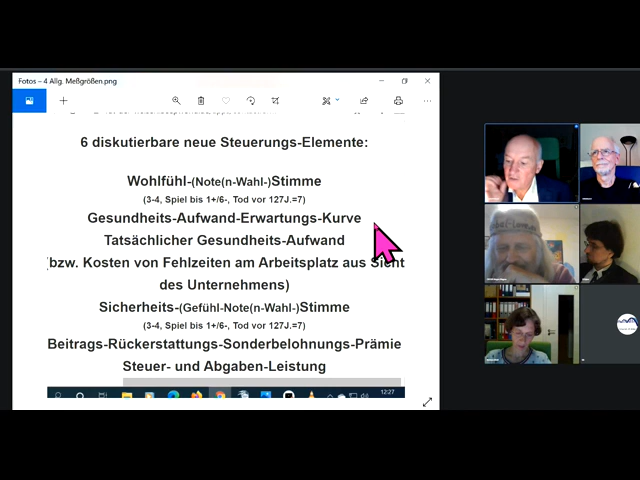 Fotos – 4 Allg. Meßgrößen.png
6 diskutierbare neue Steuerungs-Elemente:
Wohlfühl-(Note(n-Wahl-)Stimme
(3-4, Spiel bis 1+/6-, Tod vor 127J.=7)
Gesundheits-Aufwand-Erwartungs-Kurve
Tatsächlicher Gesundheits-Aufwand
(bzw. Kosten von Fehlzeiten am Arbeitsplatz aus Sicht
des Unternehmens)
Sicherheits-(Gefühl-Note(n-Wahl-)Stimme
(3-4, Spiel bis 1+/6-, Tod vor 127J.=7)
Beitrags-Rückerstattungs-Sonderbelohnungs-Prämie
Steuer- und Abgaben-Leistung
12:27